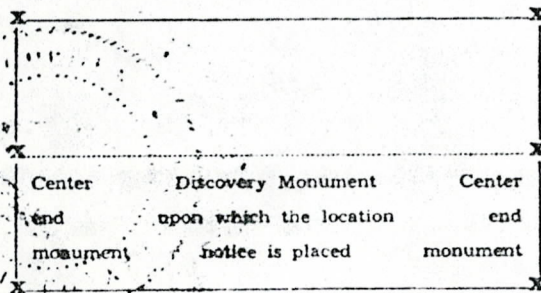 X X
X X
Center Discovery Monument Center
end upon which the location end
monument notice is placed monument
X X